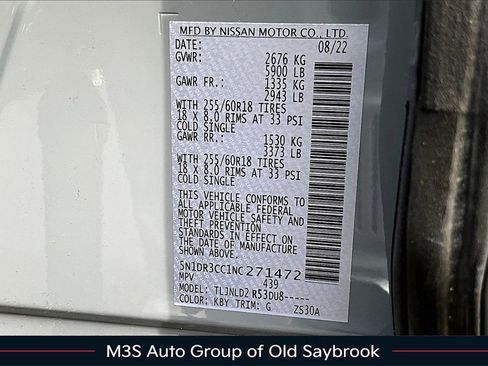 MFD BY NISSAN MOTOR CO., LTD.
DATE: 08/22
GVWR: 2676 KG
5900 LB
GAWR FR.: 1335 KG
2943 LB
WITH 255/60R18 TIRES
18 X 8.0 RIMS AT 33 PSI
COLD SINGLE
GAWR RR.: 1530 KG
3373 LB
WITH 255/60R18 TIRES
18 X 8.0 RIMS AT 33 PSI
COLD SINGLE
THIS VEHICLE CONFORMS TO
ALL APPLICABLE FEDERAL
MOTOR VEHICLE SAFETY AND
THEFT PREVENTION
STANDARDS IN EFFECT ON
THE DATE OF MANUFACTURE
SHOWN ABOVE.
5N1DR3CC1NC271472
MPV 439
MODEL: TLJNLD2 R53DU8-----
COLOR: KBY TRIM: G ZS30A
M3S Auto Group of Old Saybrook